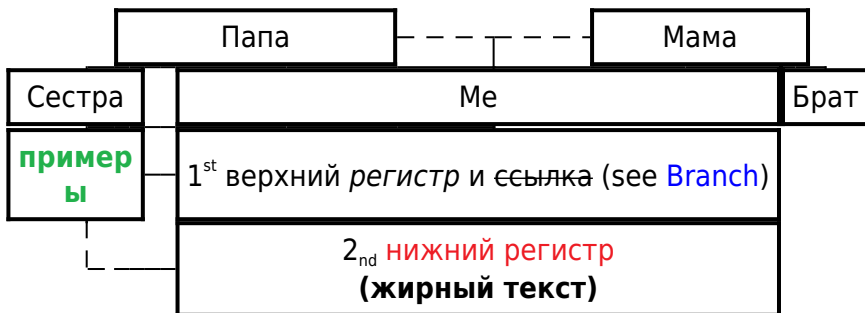 Папа Мама
Сестра Me Брат
пример
ы
1st верхний регистр и ссылка (see Branch)
2nd нижний регистр
(жирный текст)